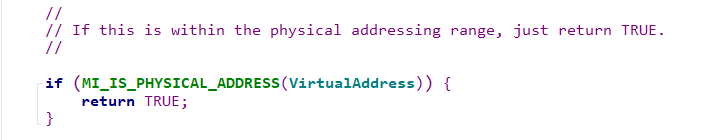 //
// If this is within the physical addressing range, just return TRUE.
//
if (MI_IS_PHYSICAL_ADDRESS(VirtualAddress)) {
return TRUE;
}